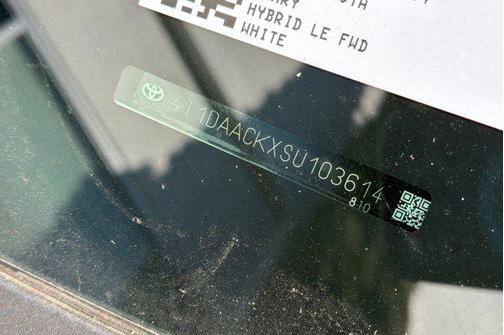 HYBRID LE FWD
WHITE
4T1DAACKXSU103614
810